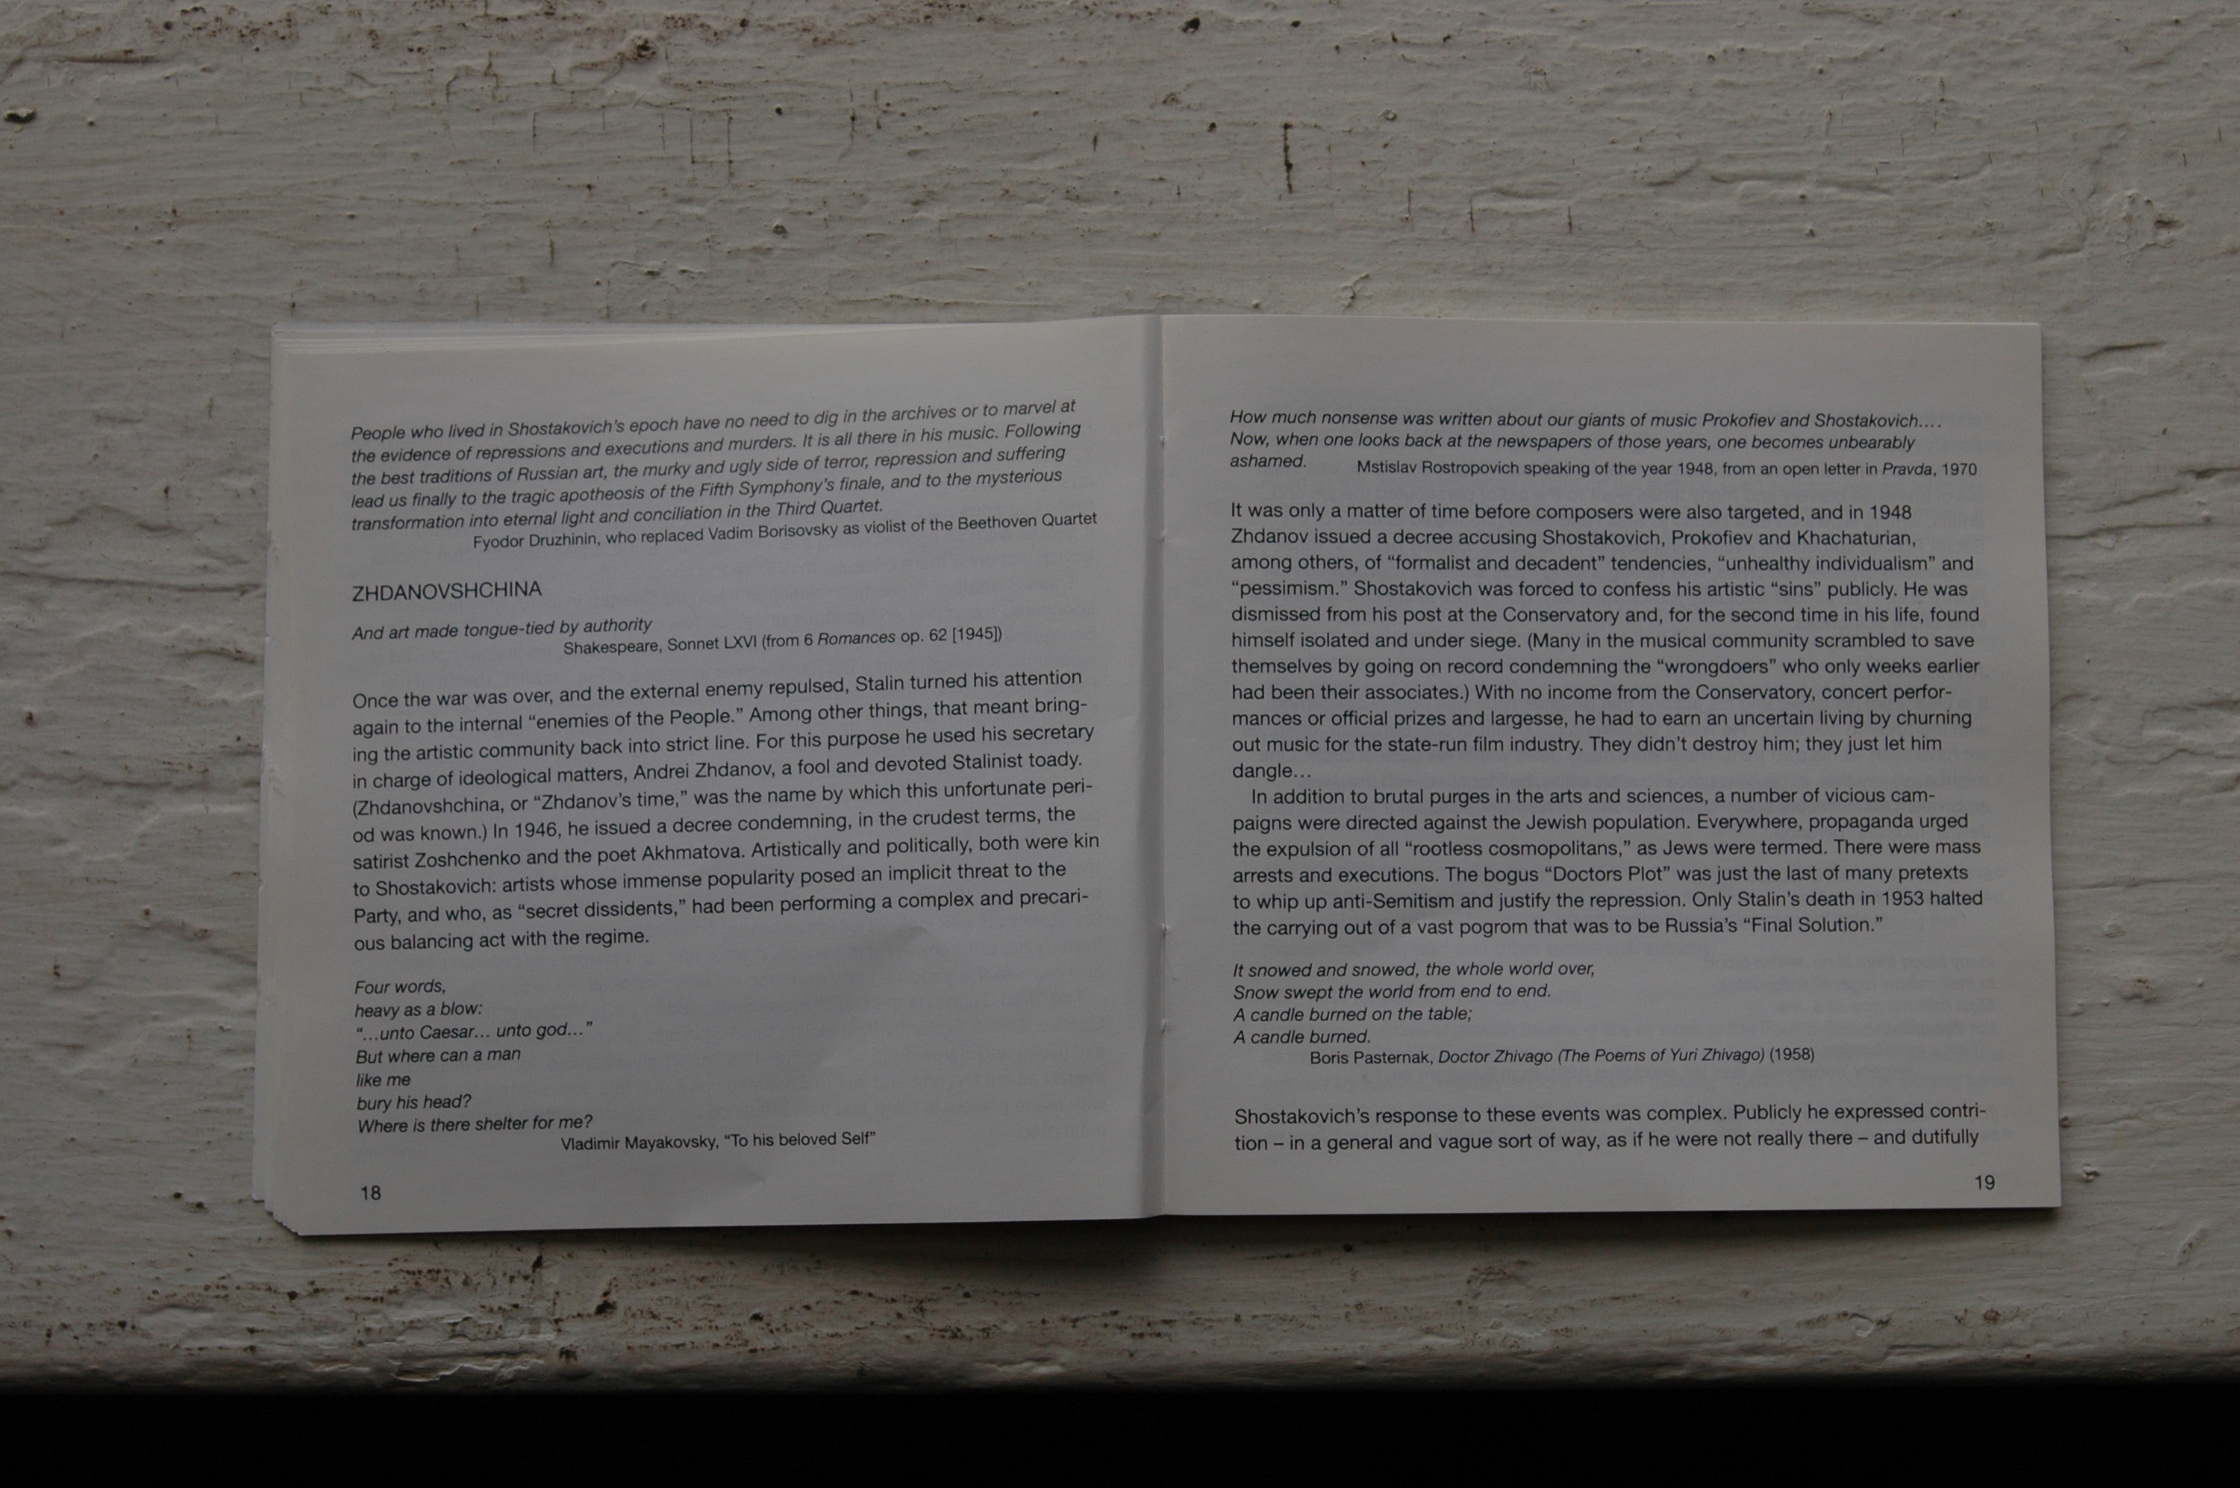 People who lived in Shostakovich's epoch have no need to dig in the archives or to marvel at
the evidence of repressions and executions and murders. It is all there in his music. Following
the best traditions of Russian art, the murky and ugly side of terror, repression and suffering
lead us finally to the tragic apotheosis of the Fifth Symphony's finale, and to the mysterious
transformation into eternal light and conciliation in the Third Quartet.
Fyodor Druzhinin, who replaced Vadim Borisovsky as violist of the Beethoven Quartet
ZHDANOVSHCHINA
And art made tongue-tied by authority
Shakespeare, Sonnet LXVI (from 6 Romances op. 62 [1945])
Once the war was over, and the external enemy repulsed, Stalin turned his attention
again to the internal “enemies of the People.” Among other things, that meant bring-
ing the artistic community back into strict line. For this purpose he used his secretary
in charge of ideological matters, Andrei Zhdanov, a fool and devoted Stalinist toady.
(Zhdanovshchina, or “Zhdanov's time,” was the name by which this unfortunate peri-
od was known.) In 1946, he issued a decree condemning, in the crudest terms, the
satirist Zoshchenko and the poet Akhmatova. Artistically and politically, both were kin
to Shostakovich: artists whose immense popularity posed an implicit threat to the
Party, and who, as “secret dissidents,” had been performing a complex and precari-
ous balancing act with the regime.
Four words,
heavy as a blow:
“...unto Caesar... unto god...”
But where can a man
like me
bury his head?
Where is there shelter for me?
Vladimir Mayakovsky, “To his beloved Self”
18
How much nonsense was written about our giants of music Prokofiev and Shostakovich....
Now, when one looks back at the newspapers of those years, one becomes unbearably
ashamed. Mstislav Rostropovich speaking of the year 1948, from an open letter in Pravda, 1970
It was only a matter of time before composers were also targeted, and in 1948
Zhdanov issued a decree accusing Shostakovich, Prokofiev and Khachaturian,
among others, of “formalist and decadent” tendencies, “unhealthy individualism” and
“pessimism.” Shostakovich was forced to confess his artistic “sins” publicly. He was
dismissed from his post at the Conservatory and, for the second time in his life, found
himself isolated and under siege. (Many in the musical community scrambled to save
themselves by going on record condemning the “wrongdoers” who only weeks earlier
had been their associates.) With no income from the Conservatory, concert perfor-
mances or official prizes and largesse, he had to earn an uncertain living by churning
out music for the state-run film industry. They didn't destroy him; they just let him
dangle...
In addition to brutal purges in the arts and sciences, a number of vicious cam-
paigns were directed against the Jewish population. Everywhere, propaganda urged
the expulsion of all “rootless cosmopolitans,” as Jews were termed. There were mass
arrests and executions. The bogus “Doctors Plot” was just the last of many pretexts
to whip up anti-Semitism and justify the repression. Only Stalin's death in 1953 halted
the carrying out of a vast pogrom that was to be Russia's “Final Solution.”
It snowed and snowed, the whole world over,
Snow swept the world from end to end.
A candle burned on the table;
A candle burned.
Boris Pasternak, Doctor Zhivago (The Poems of Yuri Zhivago) (1958)
Shostakovich's response to these events was complex. Publicly he expressed contri-
tion – in a general and vague sort of way, as if he were not really there – and dutifully
19